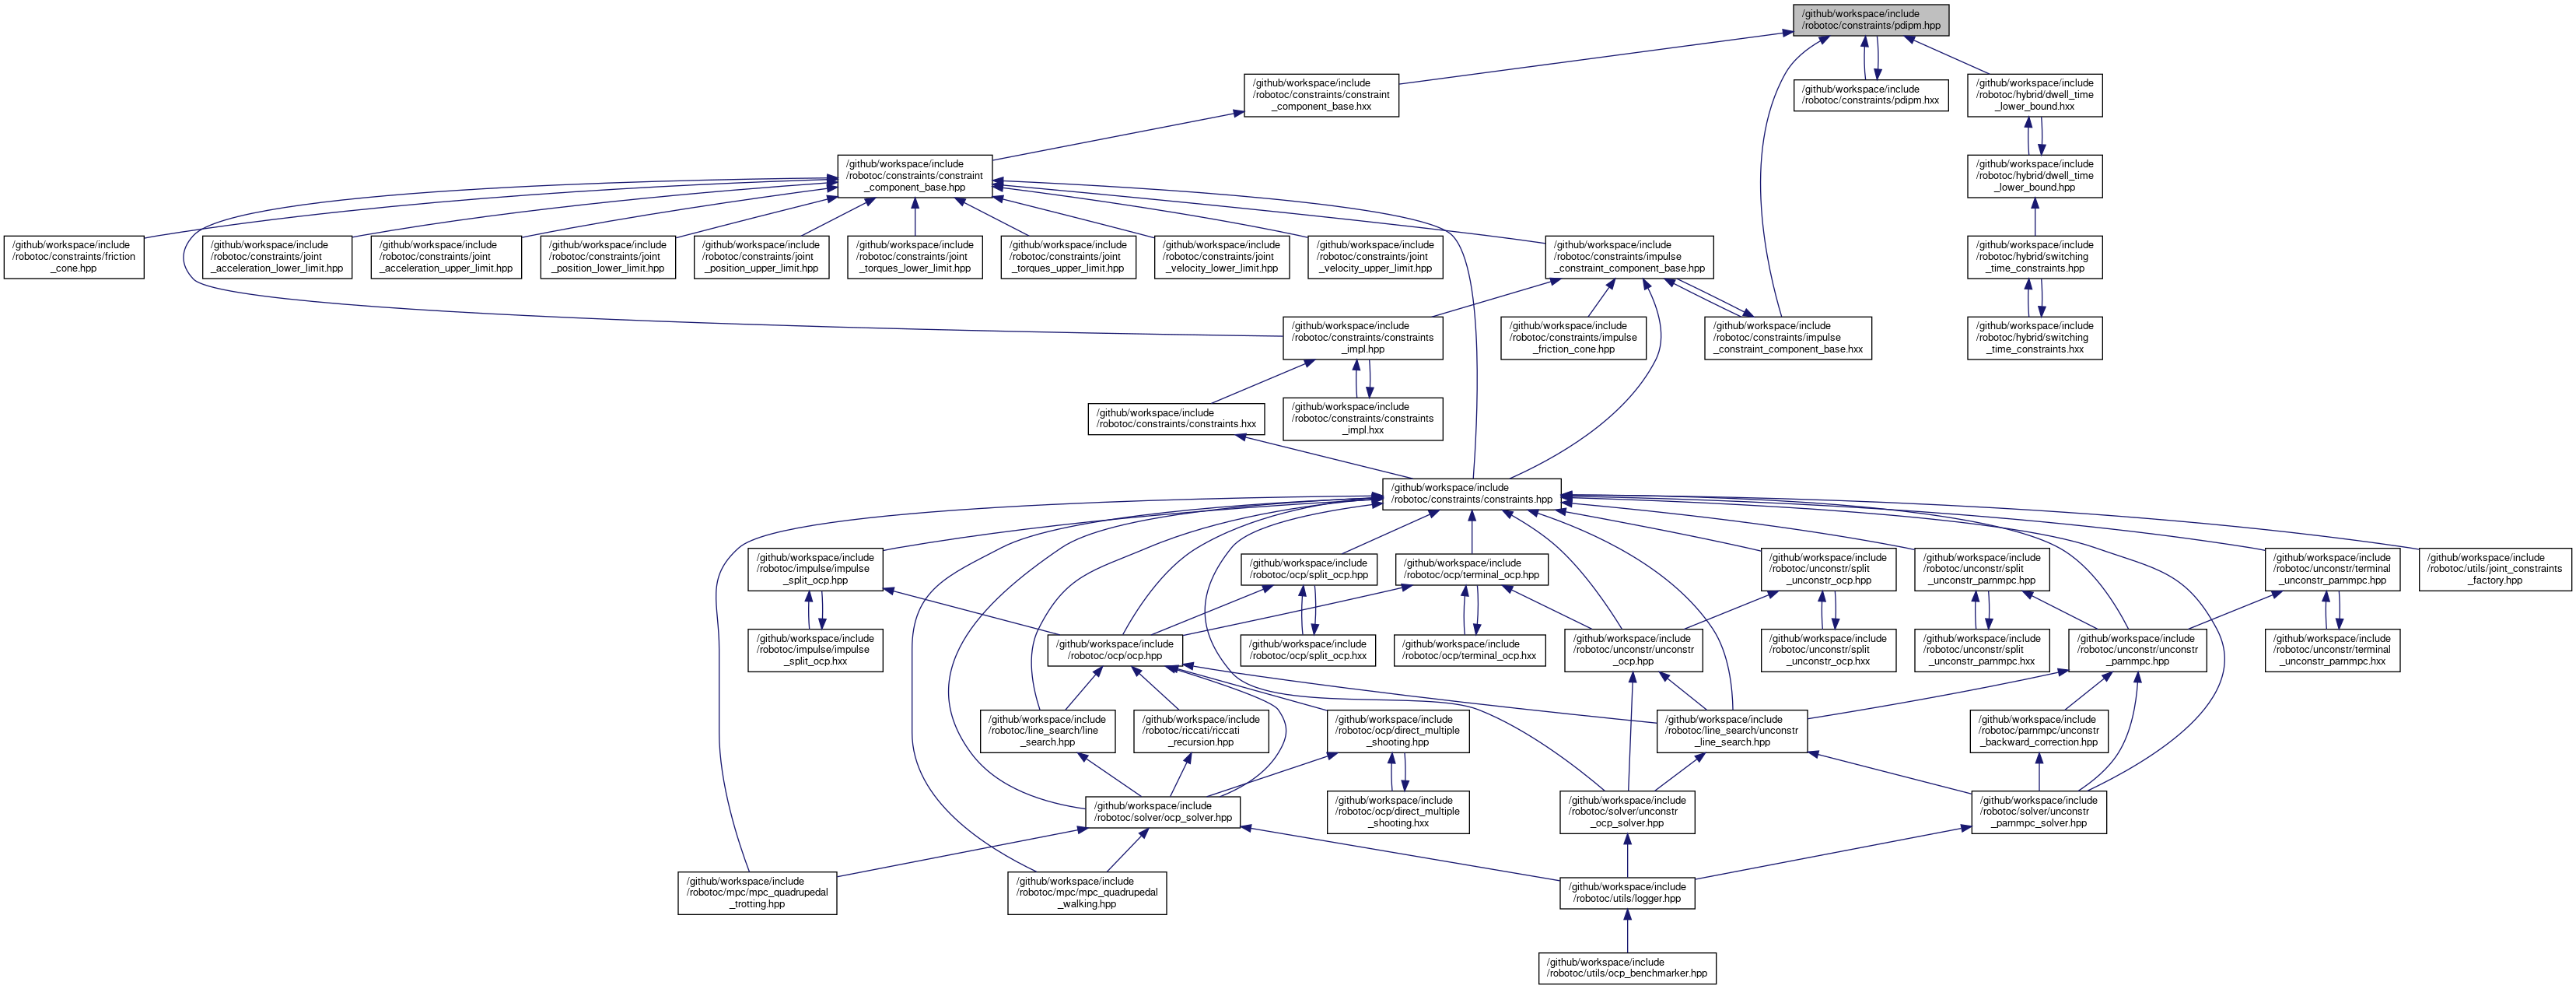 /github/workspace/include
/robotoc/constraints/pdipm.hpp
/github/workspace/include
/robotoc/constraints/constraint
_component_base.hxx
/github/workspace/include
/robotoc/constraints/pdipm.hxx
/github/workspace/include
/robotoc/hybrid/dwell_time
_lower_bound.hxx
/github/workspace/include
/robotoc/constraints/constraint
_component_base.hpp
/github/workspace/include
/robotoc/hybrid/dwell_time
_lower_bound.hpp
/github/workspace/include
/robotoc/constraints/friction
_cone.hpp
/github/workspace/include
/robotoc/constraints/joint
_acceleration_lower_limit.hpp
/github/workspace/include
/robotoc/constraints/joint
_acceleration_upper_limit.hpp
/github/workspace/include
/robotoc/constraints/joint
_position_lower_limit.hpp
/github/workspace/include
/robotoc/constraints/joint
_position_upper_limit.hpp
/github/workspace/include
/robotoc/constraints/joint
_torques_lower_limit.hpp
/github/workspace/include
/robotoc/constraints/joint
_torques_upper_limit.hpp
/github/workspace/include
/robotoc/constraints/joint
_velocity_lower_limit.hpp
/github/workspace/include
/robotoc/constraints/joint
_velocity_upper_limit.hpp
/github/workspace/include
/robotoc/constraints/impulse
_constraint_component_base.hpp
/github/workspace/include
/robotoc/hybrid/switching
_time_constraints.hpp
/github/workspace/include
/robotoc/constraints/constraints
_impl.hpp
/github/workspace/include
/robotoc/constraints/impulse
_friction_cone.hpp
/github/workspace/include
/robotoc/constraints/impulse
_constraint_component_base.hxx
/github/workspace/include
/robotoc/hybrid/switching
_time_constraints.hxx
/github/workspace/include
/robotoc/constraints/constraints.hxx
/github/workspace/include
/robotoc/constraints/constraints
_impl.hxx
/github/workspace/include
/robotoc/constraints/constraints.hpp
/github/workspace/include
/robotoc/impulse/impulse
_split_ocp.hpp
/github/workspace/include
/robotoc/ocp/split_ocp.hpp
/github/workspace/include
/robotoc/ocp/terminal_ocp.hpp
/github/workspace/include
/robotoc/unconstr/split
_unconstr_ocp.hpp
/github/workspace/include
/robotoc/unconstr/split
_unconstr_parnmpc.hpp
/github/workspace/include
/robotoc/unconstr/terminal
_unconstr_parnmpc.hpp
/github/workspace/include
/robotoc/utils/joint_constraints
_factory.hpp
/github/workspace/include
/robotoc/impulse/impulse
_split_ocp.hxx
/github/workspace/include
/robotoc/ocp/ocp.hpp
/github/workspace/include
/robotoc/ocp/split_ocp.hxx
/github/workspace/include
/robotoc/ocp/terminal_ocp.hxx
/github/workspace/include
/robotoc/unconstr/unconstr
_ocp.hpp
/github/workspace/include
/robotoc/unconstr/split
_unconstr_ocp.hxx
/github/workspace/include
/robotoc/unconstr/split
_unconstr_parnmpc.hxx
/github/workspace/include
/robotoc/unconstr/unconstr
_parnmpc.hpp
/github/workspace/include
/robotoc/unconstr/terminal
_unconstr_parnmpc.hxx
/github/workspace/include
/robotoc/line_search/line
_search.hpp
/github/workspace/include
/robotoc/riccati/riccati
_recursion.hpp
/github/workspace/include
/robotoc/ocp/direct_multiple
_shooting.hpp
/github/workspace/include
/robotoc/line_search/unconstr
_line_search.hpp
/github/workspace/include
/robotoc/parnmpc/unconstr
_backward_correction.hpp
/github/workspace/include
/robotoc/solver/ocp_solver.hpp
/github/workspace/include
/robotoc/ocp/direct_multiple
_shooting.hxx
/github/workspace/include
/robotoc/solver/unconstr
_ocp_solver.hpp
/github/workspace/include
/robotoc/solver/unconstr
_parnmpc_solver.hpp
/github/workspace/include
/robotoc/mpc/mpc_quadrupedal
_trotting.hpp
/github/workspace/include
/robotoc/mpc/mpc_quadrupedal
_walking.hpp
/github/workspace/include
/robotoc/utils/logger.hpp
/github/workspace/include
/robotoc/utils/ocp_benchmarker.hpp